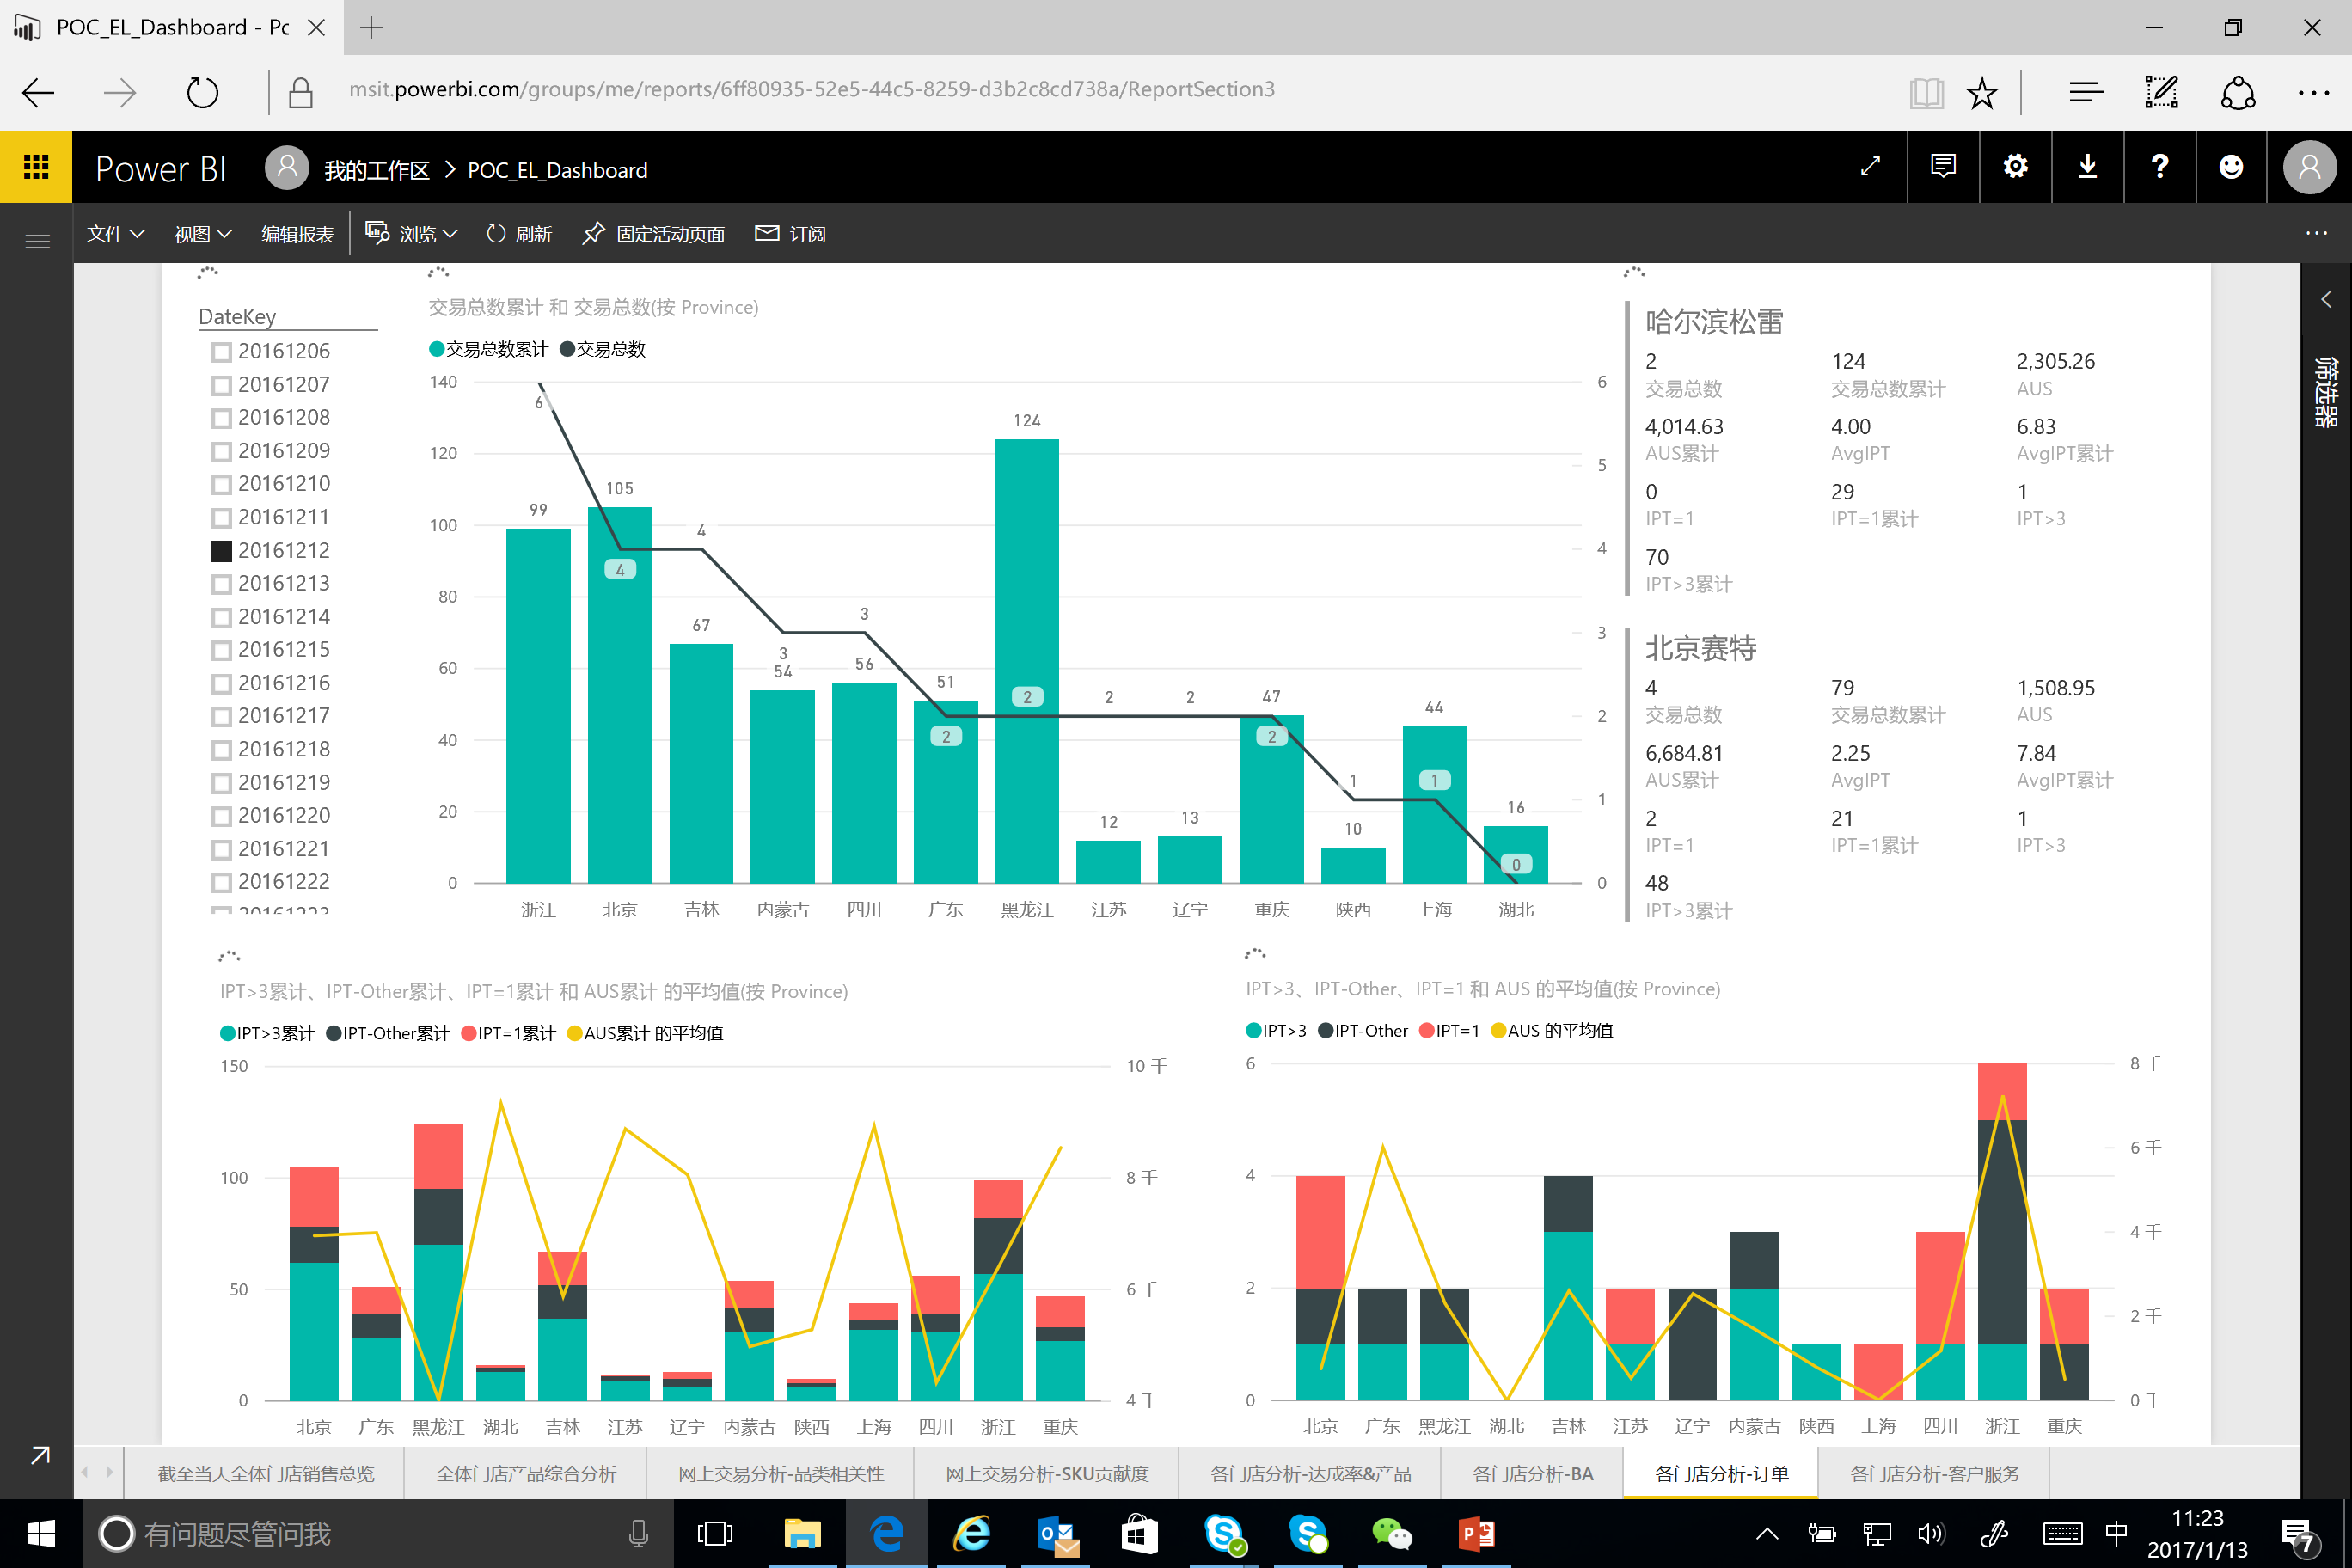 POC_EL_Dashboard - Pc
msit.powerbi.com/groups/me/reports/6ff80935-52e5-44c5-8259-d3b2c8cd738a/ReportSection3
Power BI 我的工作区 > POC_EL_Dashboard
文件 视图 编辑报表 浏览 刷新 固定活动页面 订阅
DateKey
20161206
20161207
20161208
20161209
20161210
20161211
20161212
20161213
20161214
20161215
20161216
20161217
20161218
20161219
20161220
20161221
20161222
20161223
交易总数累计 和 交易总数(按 Province)
交易总数累计 交易总数
140
120
100
80
60
40
20
0
6
5
4
3
2
1
0
99 105 67 54 56 51 124 12 13 47 10 44 16
6 4 4 3 3 2 2 2 2 2 1 1 0
浙江 北京 吉林 内蒙古 四川 广东 黑龙江 江苏 辽宁 重庆 陕西 上海 湖北
哈尔滨松雷
2 124 2,305.26
交易总数 交易总数累计 AUS
4,014.63 4.00 6.83
AUS累计 AvgIPT AvgIPT累计
0 29 1
IPT=1 IPT=1累计 IPT>3
70
IPT>3累计
北京赛特
4 79 1,508.95
交易总数 交易总数累计 AUS
6,684.81 2.25 7.84
AUS累计 AvgIPT AvgIPT累计
2 21 1
IPT=1 IPT=1累计 IPT>3
48
IPT>3累计
筛选器
IPT>3累计、IPT-Other累计、IPT=1累计 和 AUS累计 的平均值(按 Province)
IPT>3累计 IPT-Other累计 IPT=1累计 AUS累计 的平均值
150
100
50
0
10 千
8 千
6 千
4 千
北京 广东 黑龙江 湖北 吉林 江苏 辽宁 内蒙古 陕西 上海 四川 浙江 重庆
IPT>3、IPT-Other、IPT=1 和 AUS 的平均值(按 Province)
IPT>3 IPT-Other IPT=1 AUS 的平均值
6
4
2
0
8 千
6 千
4 千
2 千
0 千
北京 广东 黑龙江 湖北 吉林 江苏 辽宁 内蒙古 陕西 上海 四川 浙江 重庆
截至当天全体门店销售总览 全体门店产品综合分析 网上交易分析-品类相关性 网上交易分析-SKU贡献度 各门店分析-达成率&产品 各门店分析-BA 各门店分析-订单 各门店分析-客户服务
有问题尽管问我
中
11:23
2017/1/13
7